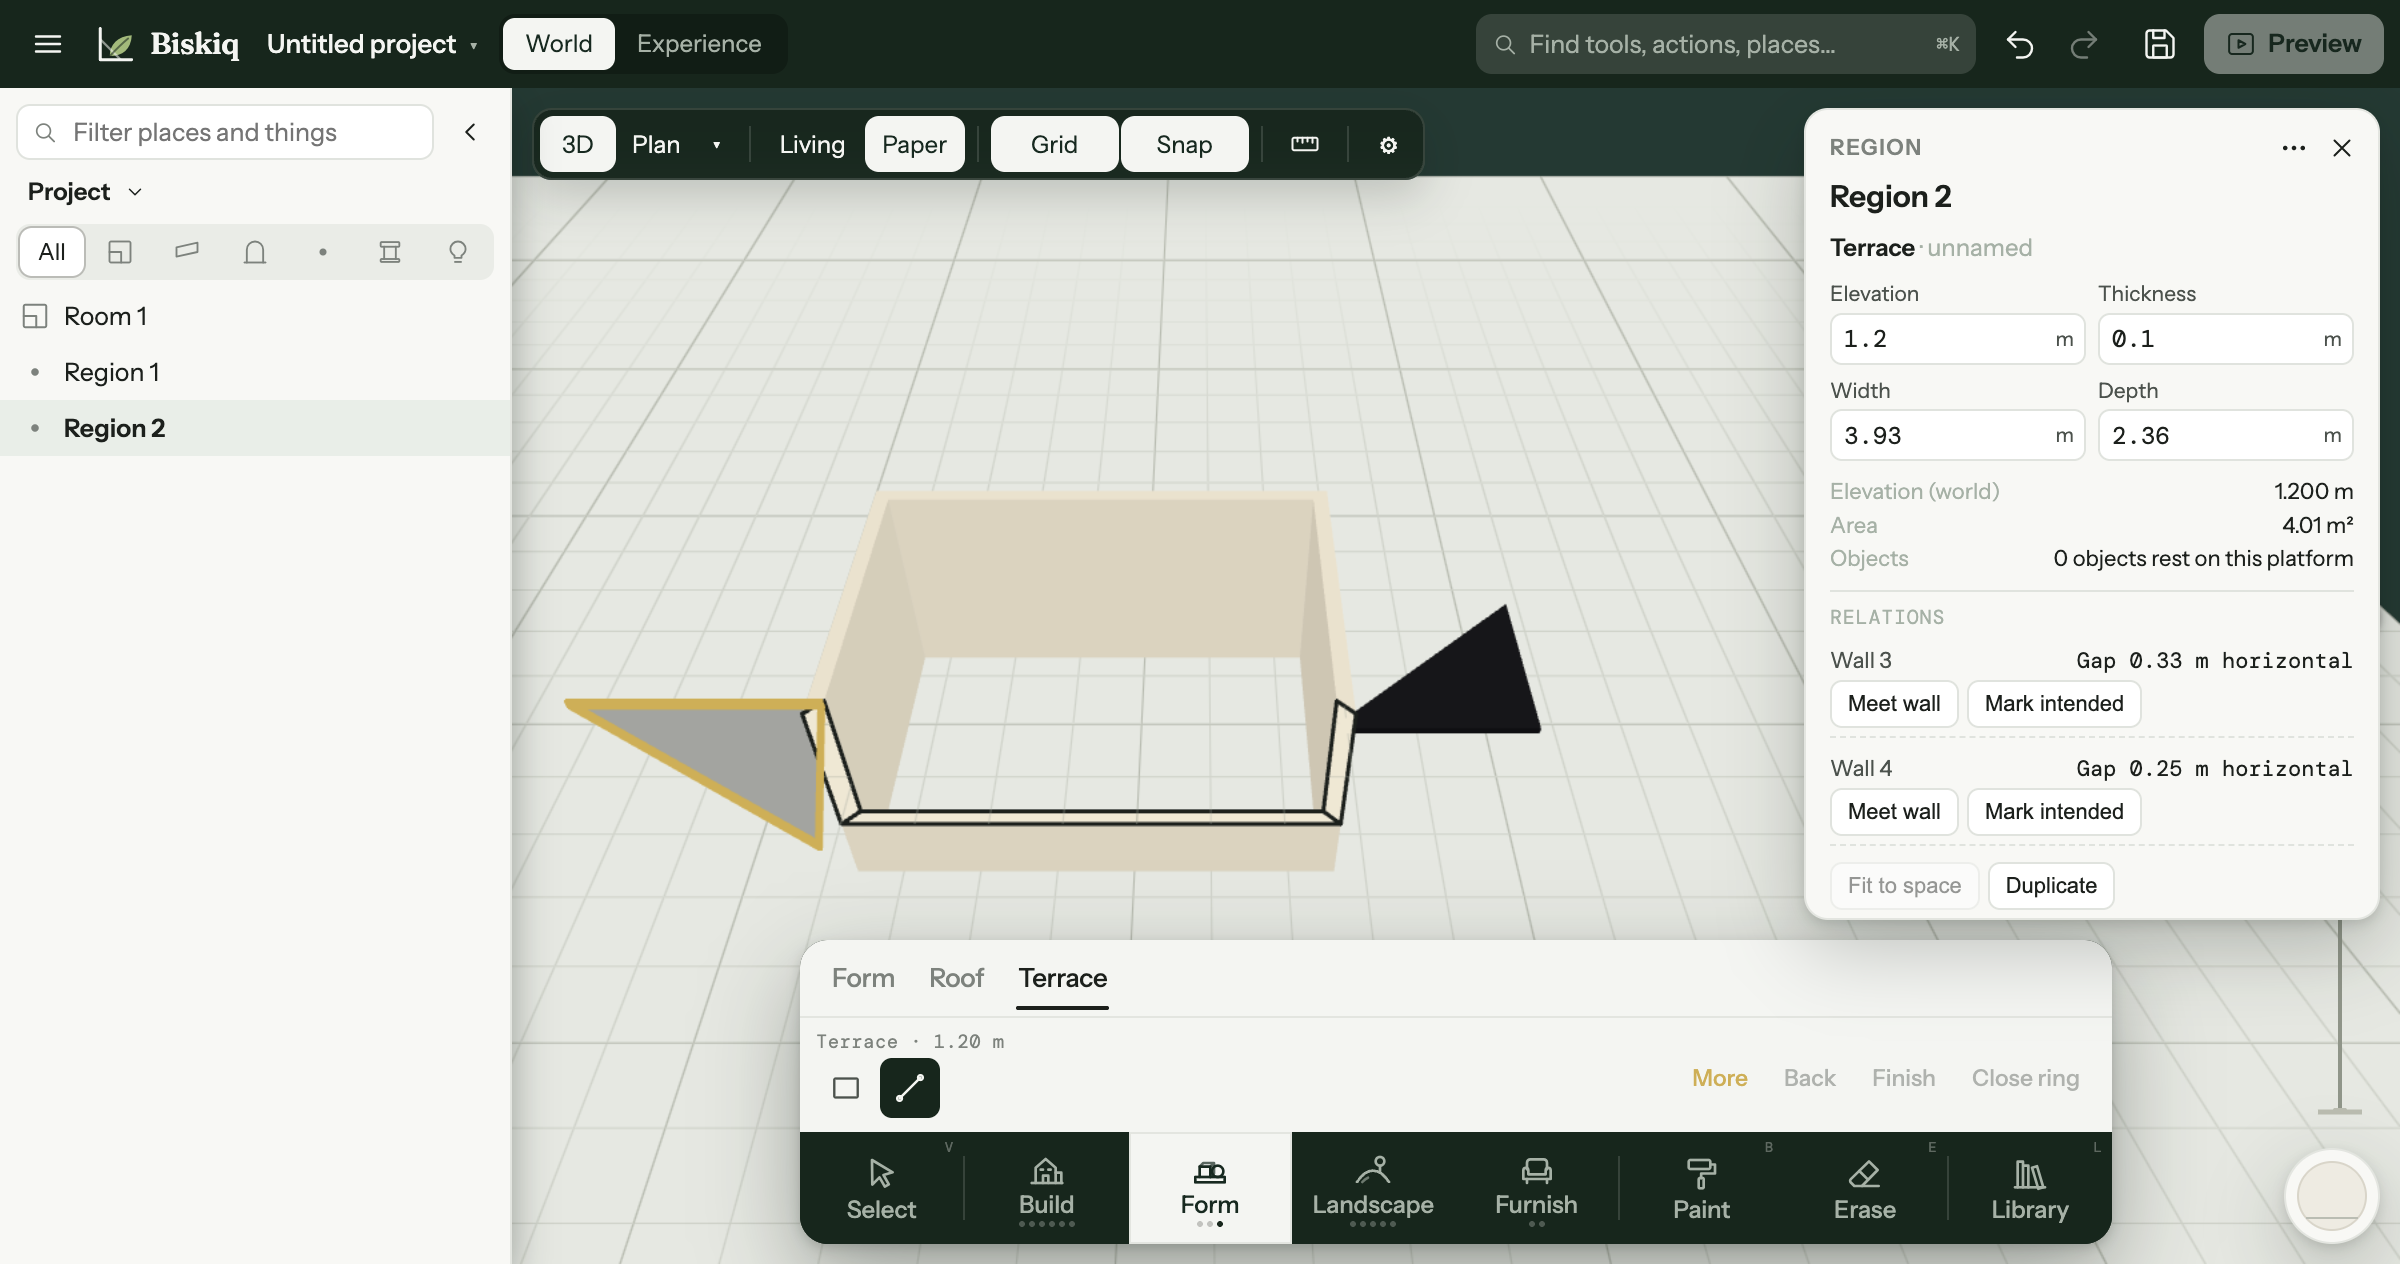 Biskiq
Untitled project
World
Experience
Find tools, actions, places...
⌘K
Preview
Filter places and things
Project
All
Room 1
Region 1
Region 2
3D
Plan
Living
Paper
Grid
Snap
REGION
Region 2
Terrace · unnamed
Elevation
Thickness
1.2 m
0.1 m
Width
Depth
3.93 m
2.36 m
Elevation (world) 1.200 m
Area 4.01 m²
Objects 0 objects rest on this platform
RELATIONS
Wall 3 Gap 0.33 m horizontal
Meet wall
Mark intended
Wall 4 Gap 0.25 m horizontal
Meet wall
Mark intended
Fit to space
Duplicate
Form
Roof
Terrace
Terrace · 1.20 m
More
Back
Finish
Close ring
V
Select
Build
Form
Landscape
Furnish
B
Paint
E
Erase
L
Library